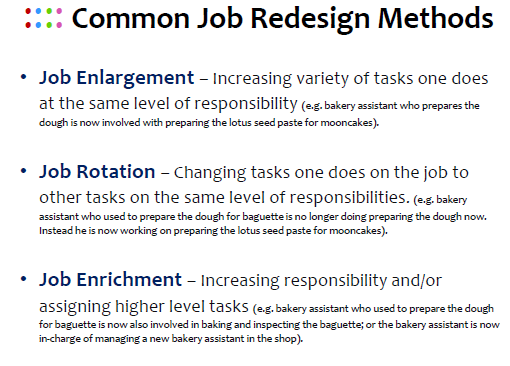 Common Job Redesign Methods
• Job Enlargement – Increasing variety of tasks one does
at the same level of responsibility (e.g. bakery assistant who prepares the
dough is now involved with preparing the lotus seed paste for mooncakes).
• Job Rotation – Changing tasks one does on the job to
other tasks on the same level of responsibilities. (e.g. bakery
assistant who used to prepare the dough for baguette is no longer doing preparing the dough now.
Instead he is now working on preparing the lotus seed paste for mooncakes).
• Job Enrichment – Increasing responsibility and/or
assigning higher level tasks (e.g. bakery assistant who used to prepare the dough
for baguette is now also involved in baking and inspecting the baguette; or the bakery assistant is now
in-charge of managing a new bakery assistant in the shop).